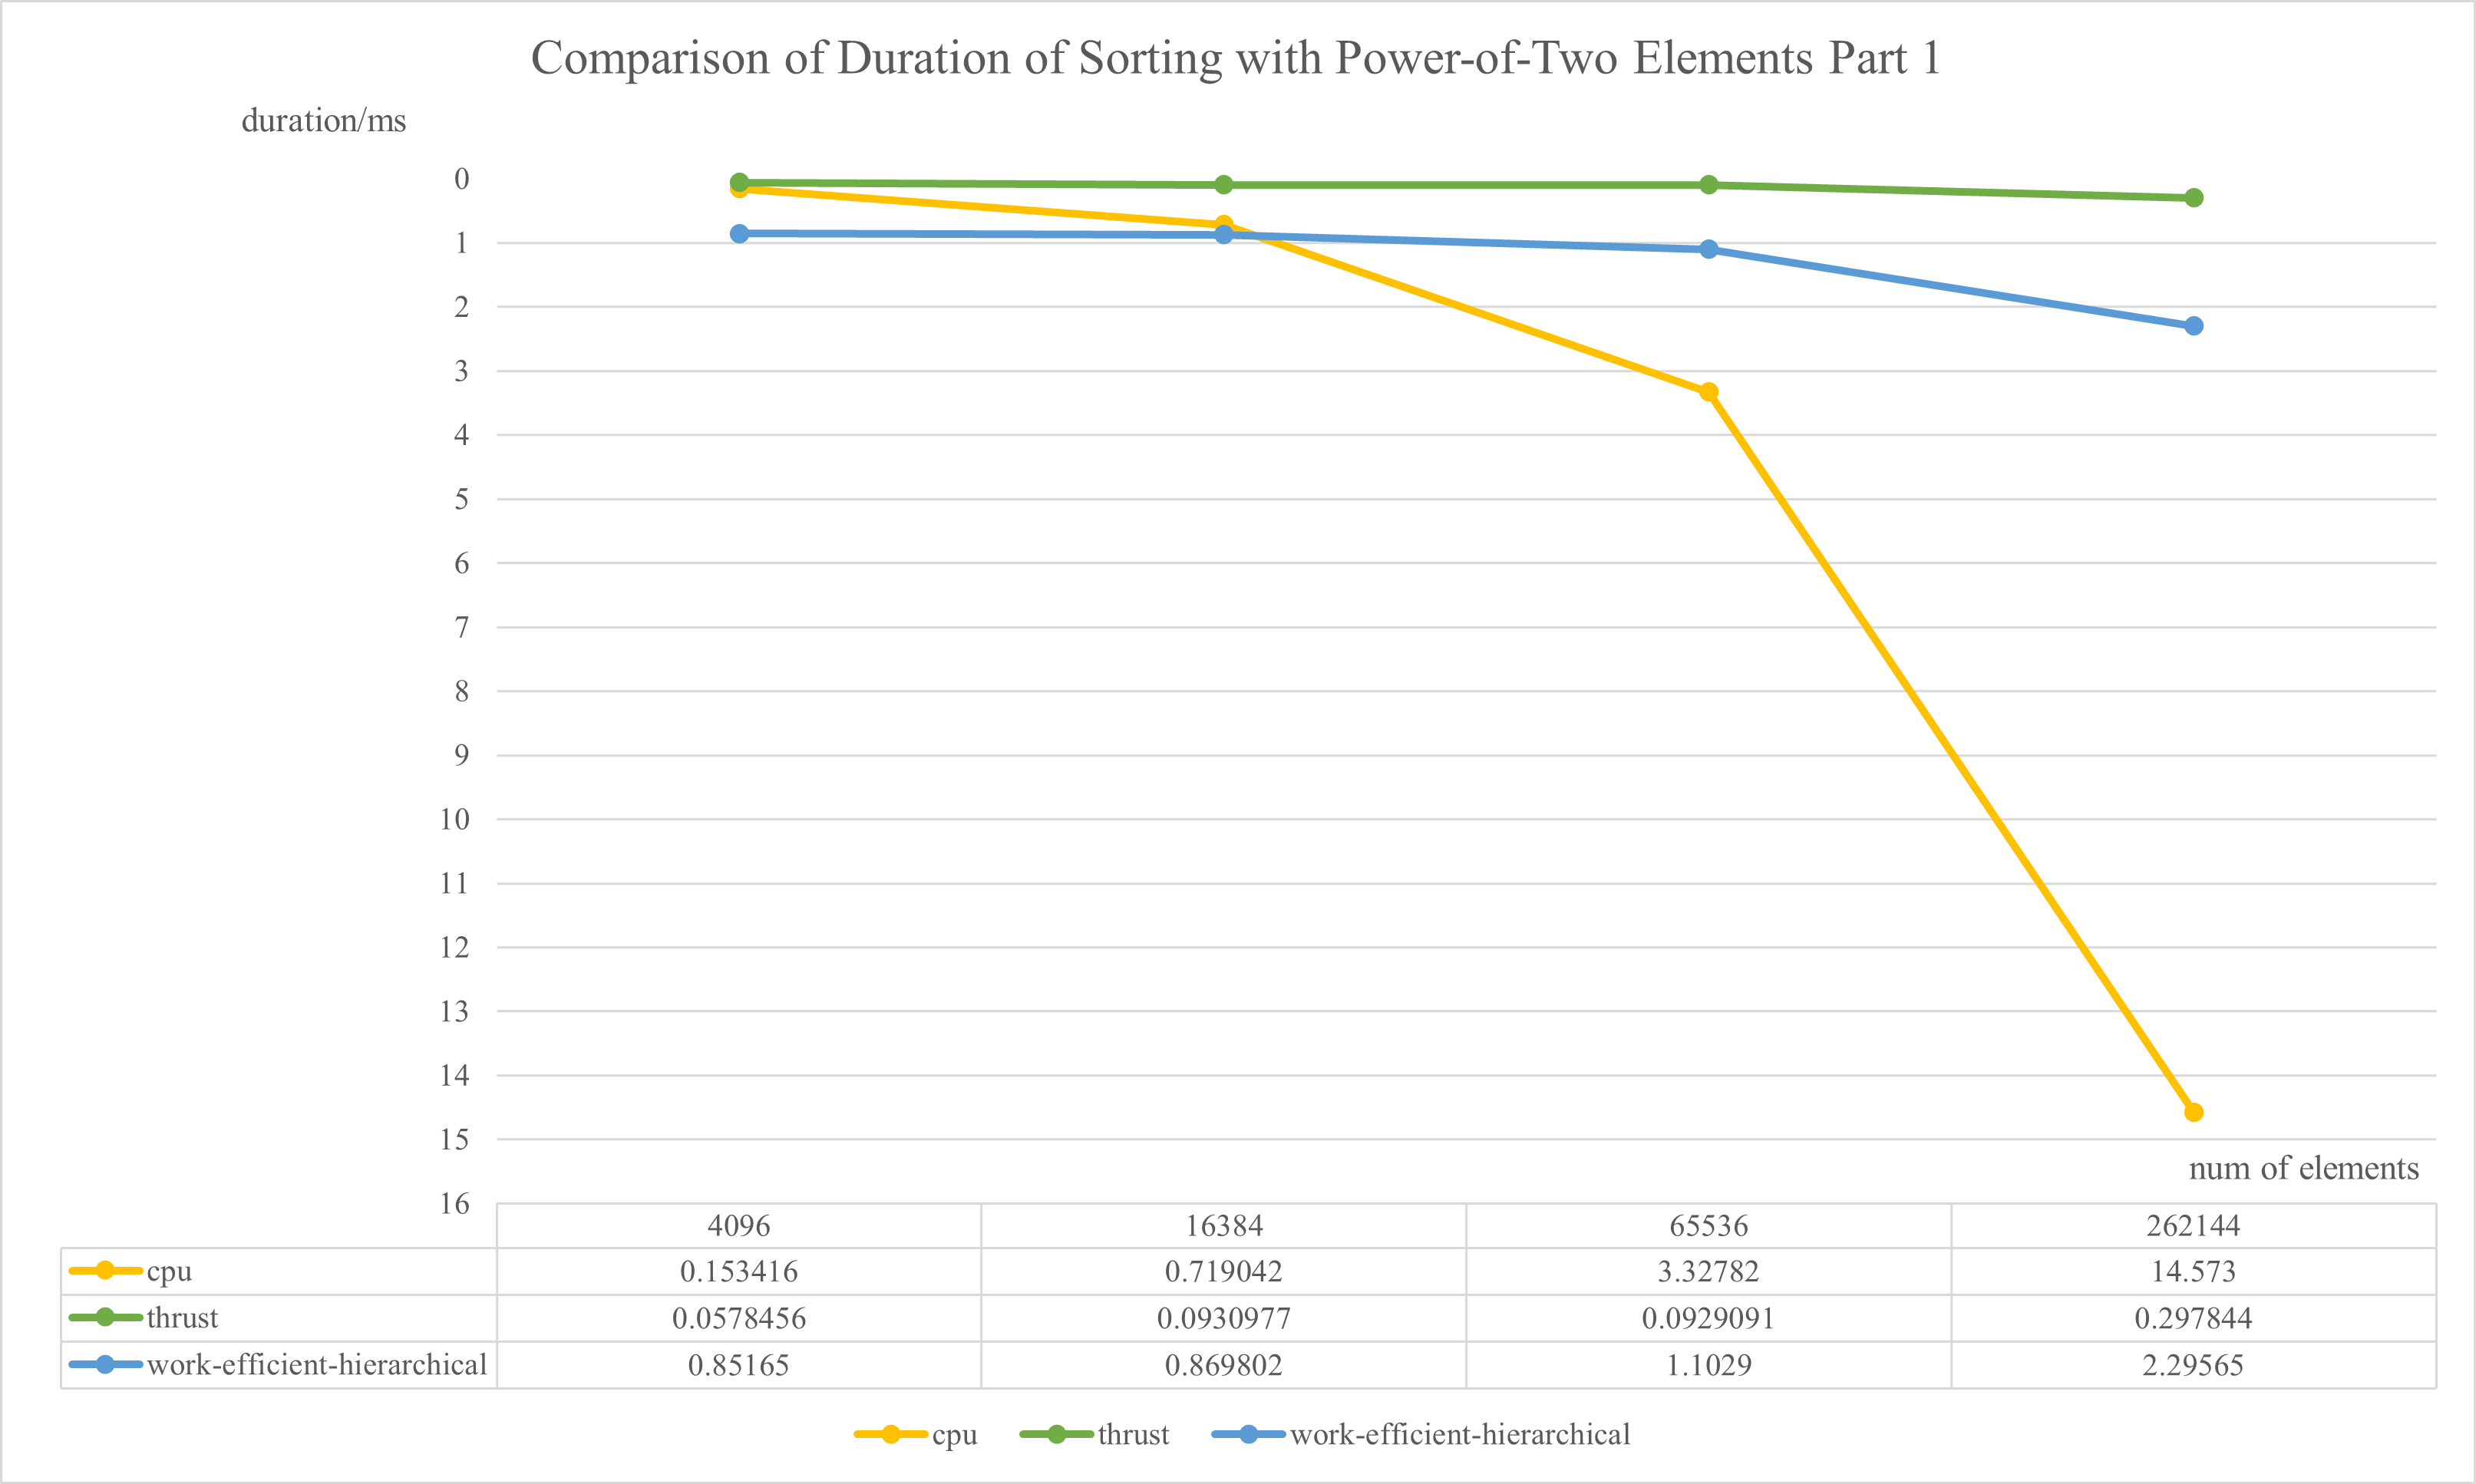 Comparison of Duration of Sorting with Power-of-Two Elements Part 1
duration/ms
0
1
2
3
4
5
6
7
8
9
10
11
12
13
14
15
num of elements
16
4096 16384 65536 262144
cpu 0.153416 0.719042 3.32782 14.573
thrust 0.0578456 0.0930977 0.0929091 0.297844
work-efficient-hierarchical 0.85165 0.869802 1.1029 2.29565
cpu thrust work-efficient-hierarchical